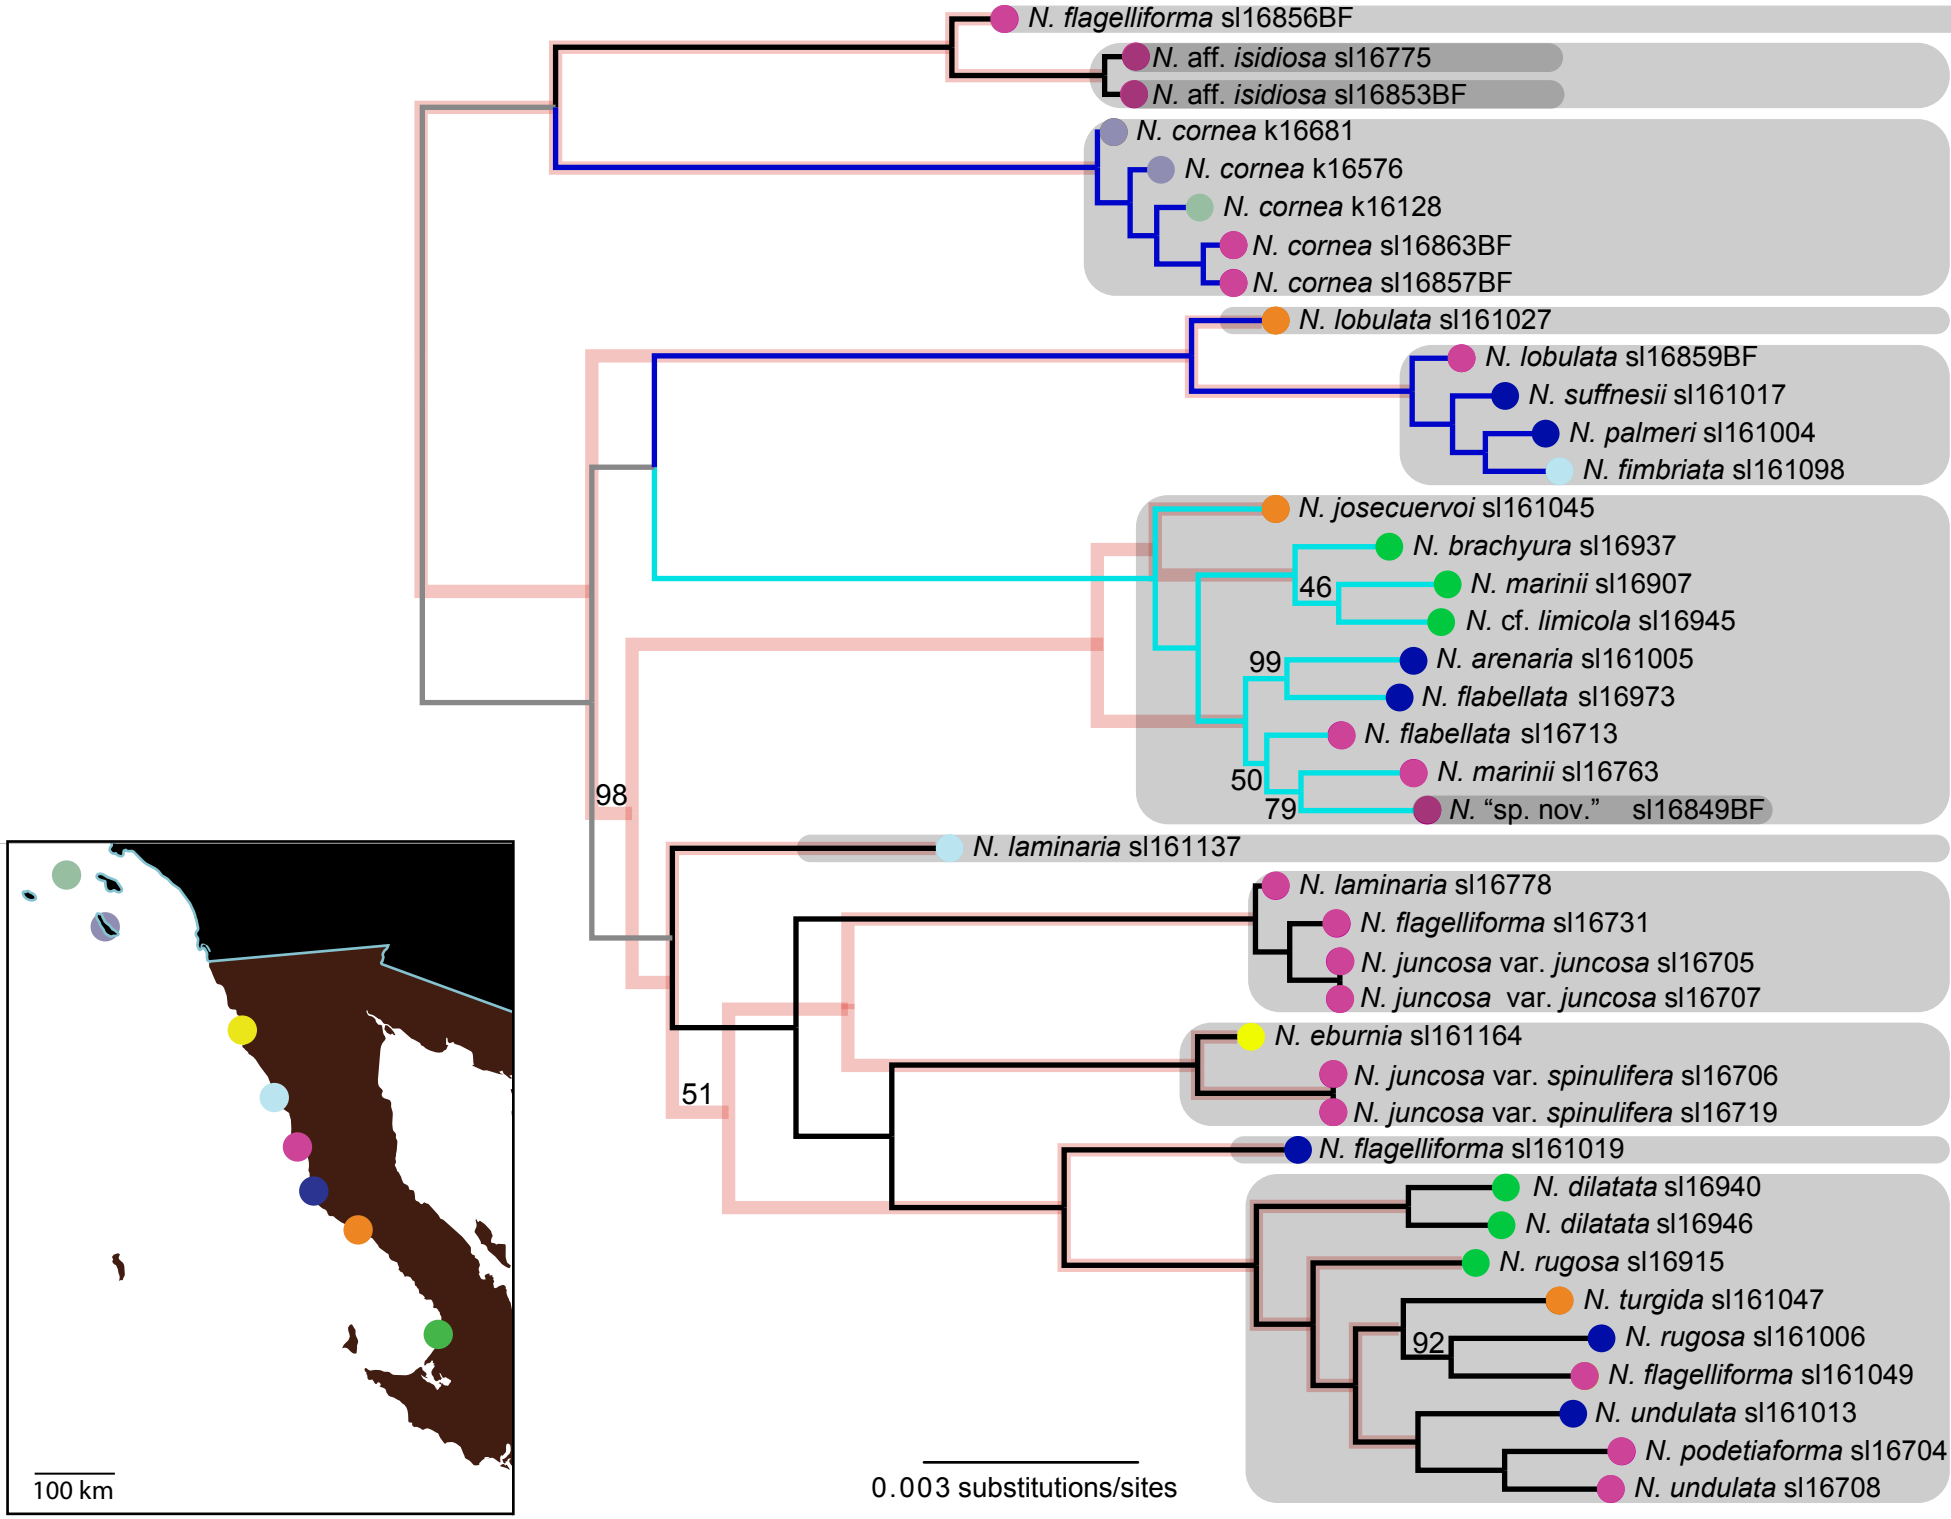 N. flagelliforma sl16856BF
N. aff. isidiosa sl16775
N. aff. isidiosa sl16853BF
N. cornea k16681
N. cornea k16576
N. cornea k16128
N. cornea sl16863BF
N. cornea sl16857BF
N. lobulata sl161027
N. lobulata sl16859BF
N. suffnesii sl161017
N. palmeri sl161004
N. fimbriata sl161098
N. josecuervoi sl161045
N. brachyura sl16937
46
N. marinii sl16907
N. cf. limicola sl16945
99
N. arenaria sl161005
N. flabellata sl16973
N. flabellata sl16713
50
N. marinii sl16763
98
79
N. “sp. nov.” sl16849BF
N. laminaria sl161137
N. laminaria sl16778
N. flagelliforma sl16731
N. juncosa var. juncosa sl16705
N. juncosa var. juncosa sl16707
N. eburnia sl161164
N. juncosa var. spinulifera sl16706
51
N. juncosa var. spinulifera sl16719
N. flagelliforma sl161019
N. dilatata sl16940
N. dilatata sl16946
N. rugosa sl16915
N. turgida sl161047
92
N. rugosa sl161006
N. flagelliforma sl161049
N. undulata sl161013
N. podetiaforma sl16704
N. undulata sl16708
100 km
0.003 substitutions/sites